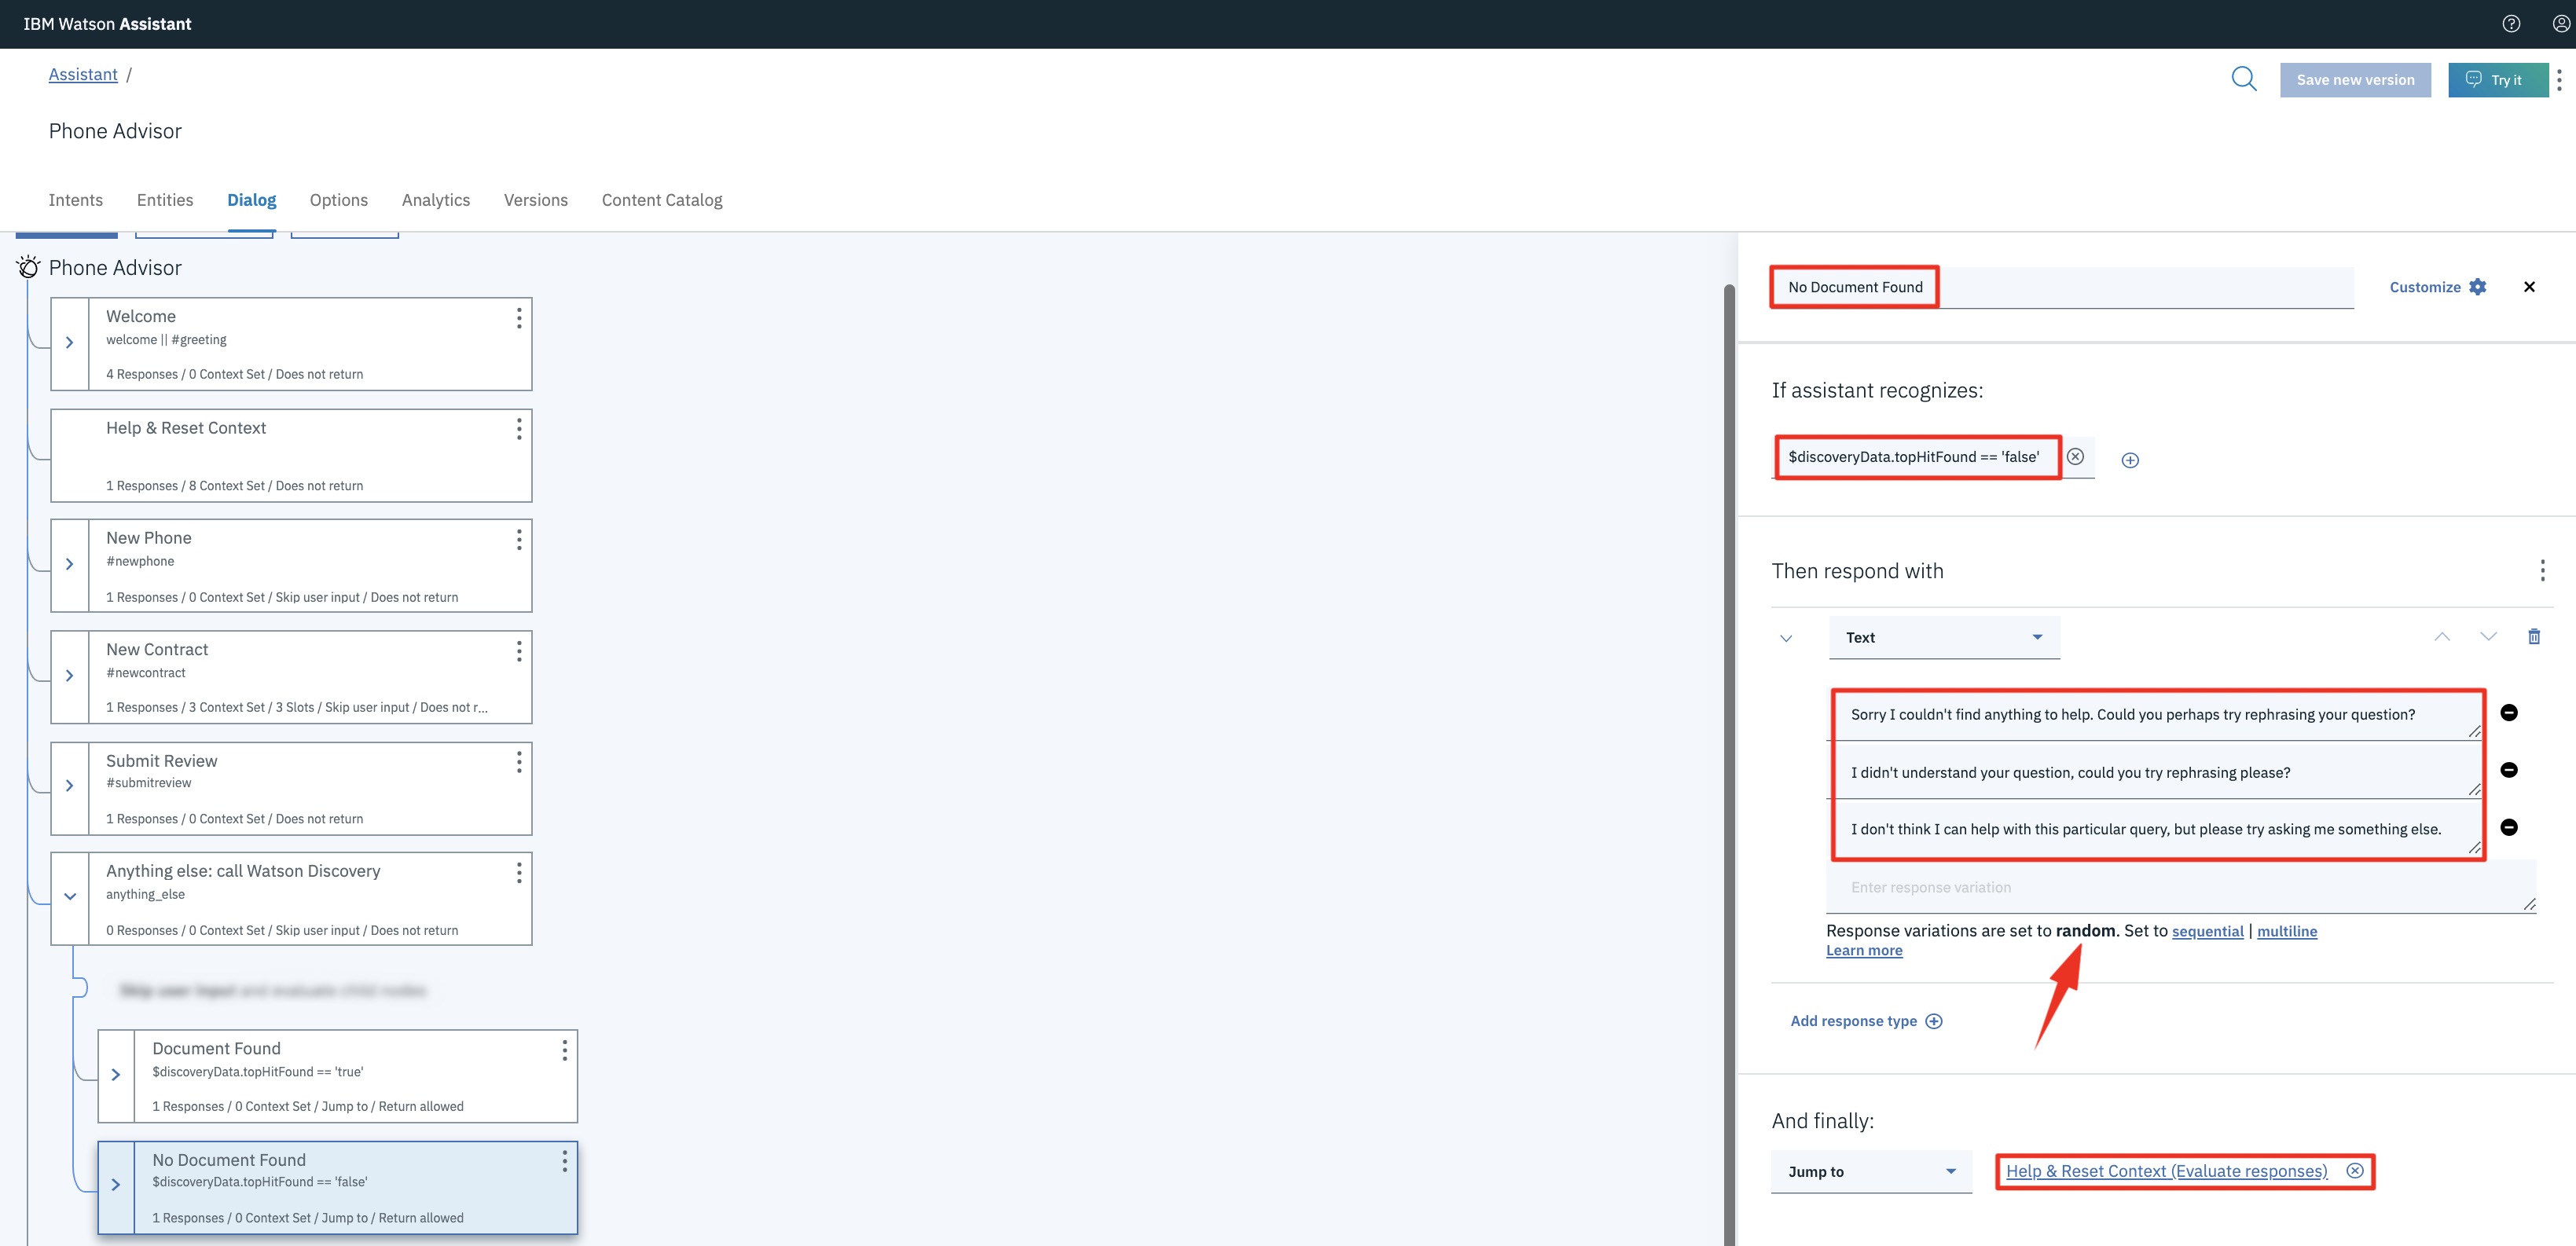 IBM Watson Assistant
Assistant /
Save new version
Try it
Phone Advisor
Intents Entities Dialog Options Analytics Versions Content Catalog
Phone Advisor
Welcome
welcome || #greeting
4 Responses / 0 Context Set / Does not return
Help & Reset Context
1 Responses / 8 Context Set / Does not return
New Phone
#newphone
1 Responses / 0 Context Set / Skip user input / Does not return
New Contract
#newcontract
1 Responses / 3 Context Set / 3 Slots / Skip user input / Does not r...
Submit Review
#submitreview
1 Responses / 0 Context Set / Does not return
Anything else: call Watson Discovery
anything_else
0 Responses / 0 Context Set / Skip user input / Does not return
Skip user input and evaluate child nodes
Document Found
$discoveryData.topHitFound == 'true'
1 Responses / 0 Context Set / Jump to / Return allowed
No Document Found
$discoveryData.topHitFound == 'false'
1 Responses / 0 Context Set / Jump to / Return allowed
No Document Found
Customize
If assistant recognizes:
$discoveryData.topHitFound == 'false'
Then respond with
Text
Sorry I couldn't find anything to help. Could you perhaps try rephrasing your question?
I didn't understand your question, could you try rephrasing please?
I don't think I can help with this particular query, but please try asking me something else.
Enter response variation
Response variations are set to random. Set to sequential | multiline
Learn more
Add response type
And finally:
Jump to
Help & Reset Context (Evaluate responses)